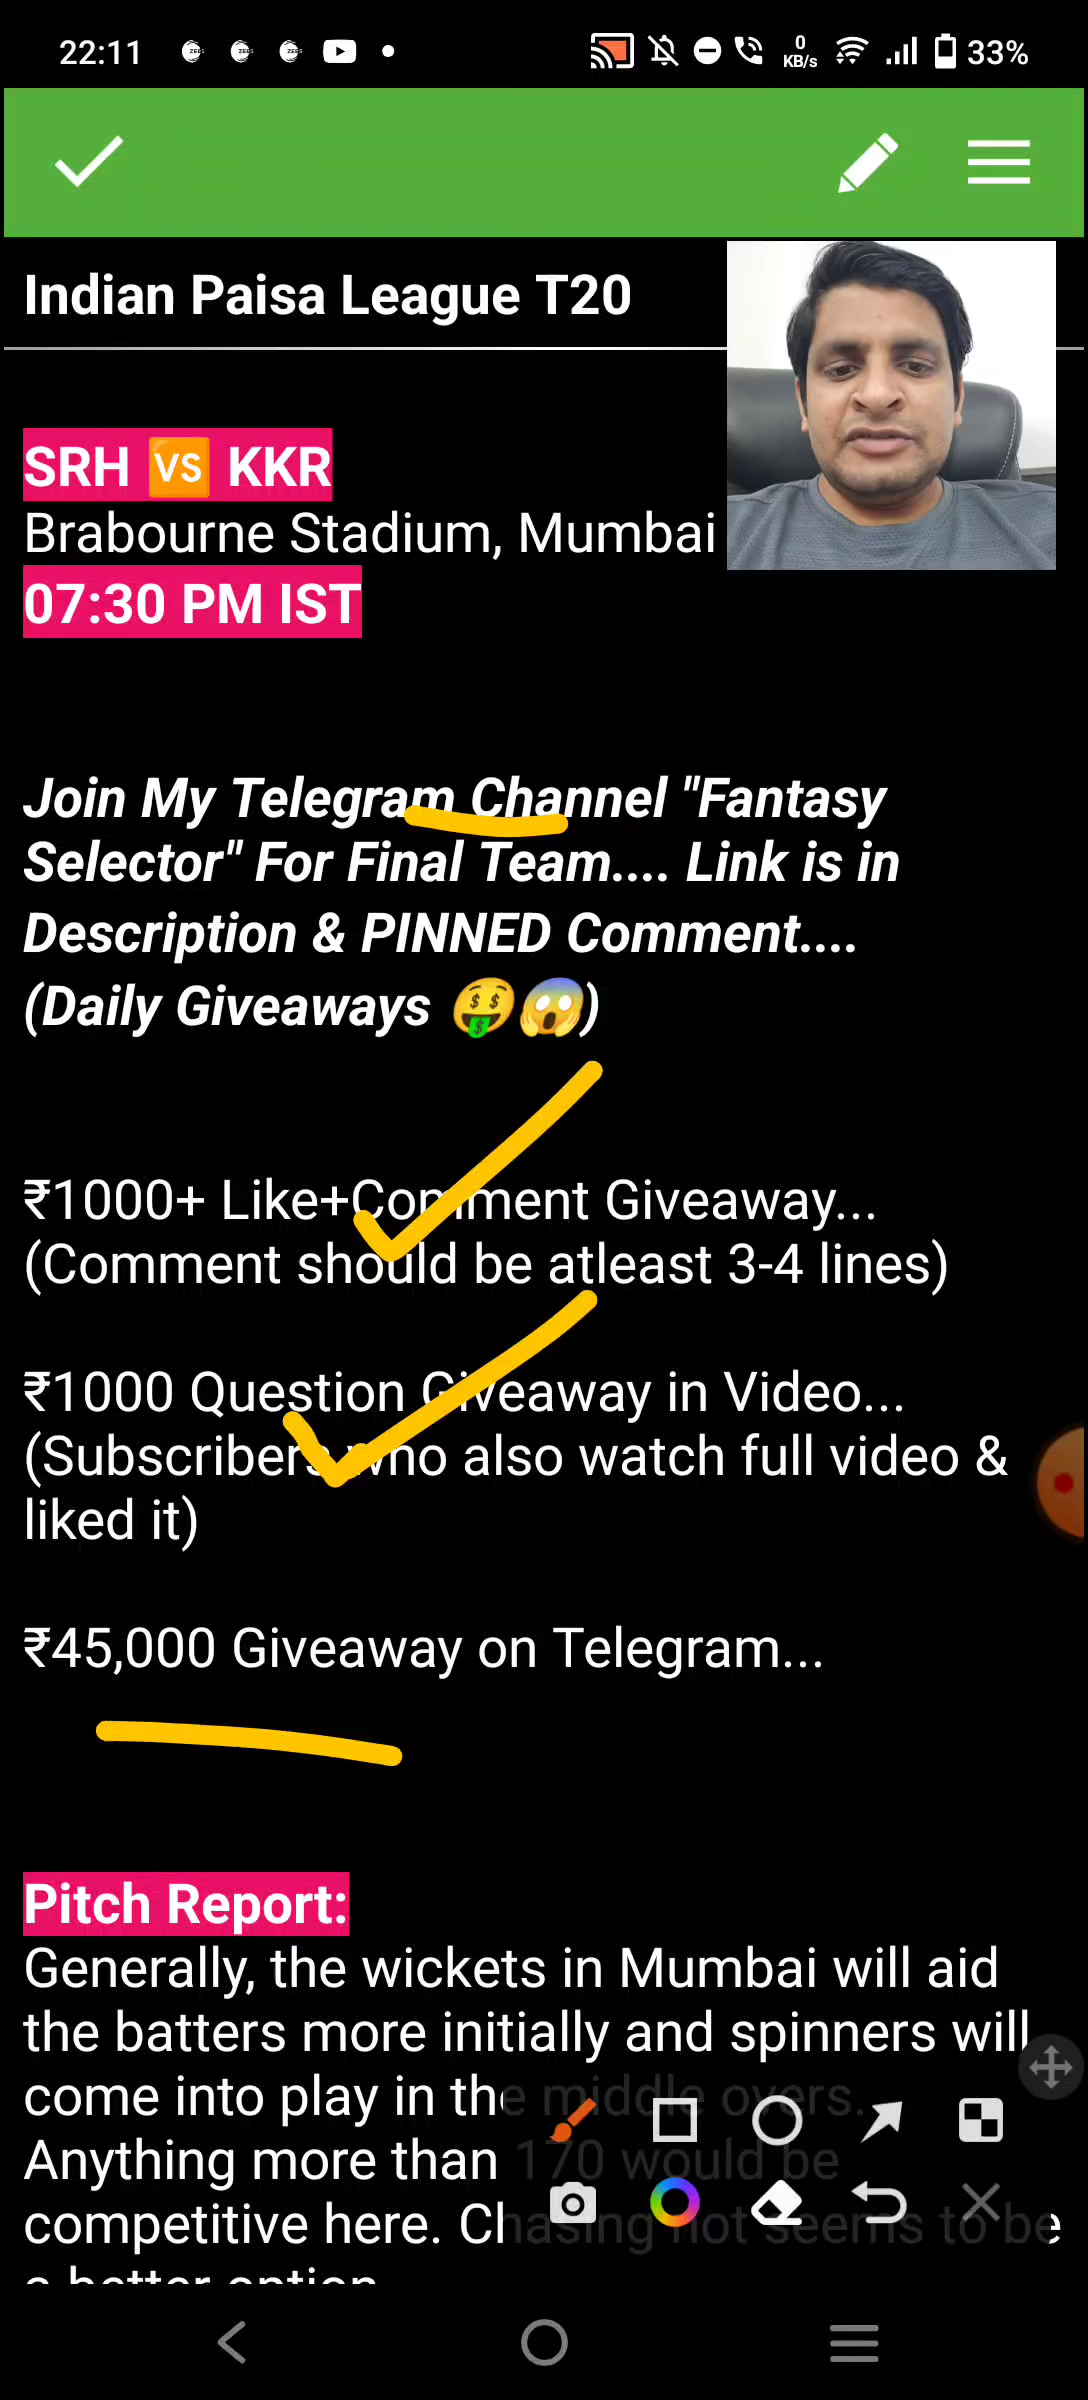 22:11
0
KB/s
33%
Indian Paisa League T20
SRH VS KKR
Brabourne Stadium, Mumbai
07:30 PM IST
Join My Telegram Channel "Fantasy
Selector" For Final Team.... Link is in
Description & PINNED Comment....
(Daily Giveaways 🤑😱)
₹1000+ Like+Comment Giveaway...
(Comment should be atleast 3-4 lines)
₹1000 Question Giveaway in Video...
(Subscribers who also watch full video &
liked it)
₹45,000 Giveaway on Telegram...
Pitch Report:
Generally, the wickets in Mumbai will aid
the batters more initially and spinners will
come into play in the middle overs.
Anything more than 170 would be
competitive here. Chasing not seems to be
a better option